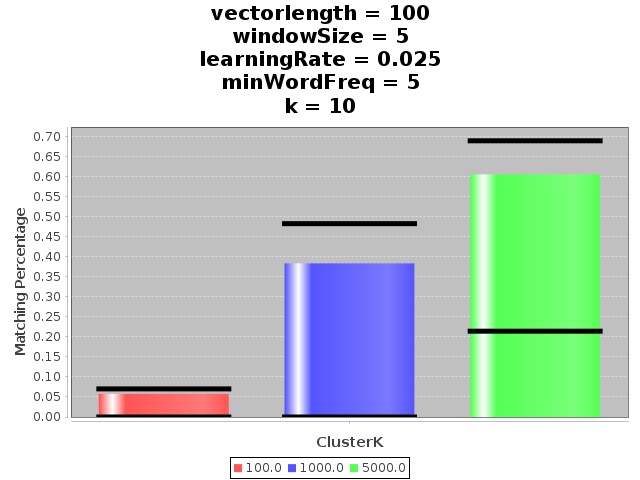 vectorlength = 100
windowSize = 5
learningRate = 0.025
minWordFreq = 5
k = 10
0.70
0.65
0.60
0.55
0.50
0.45
0.40
0.35
0.30
0.25
0.20
0.15
0.10
0.05
0.00
Matching Percentage
ClusterK
100.0 1000.0 5000.0